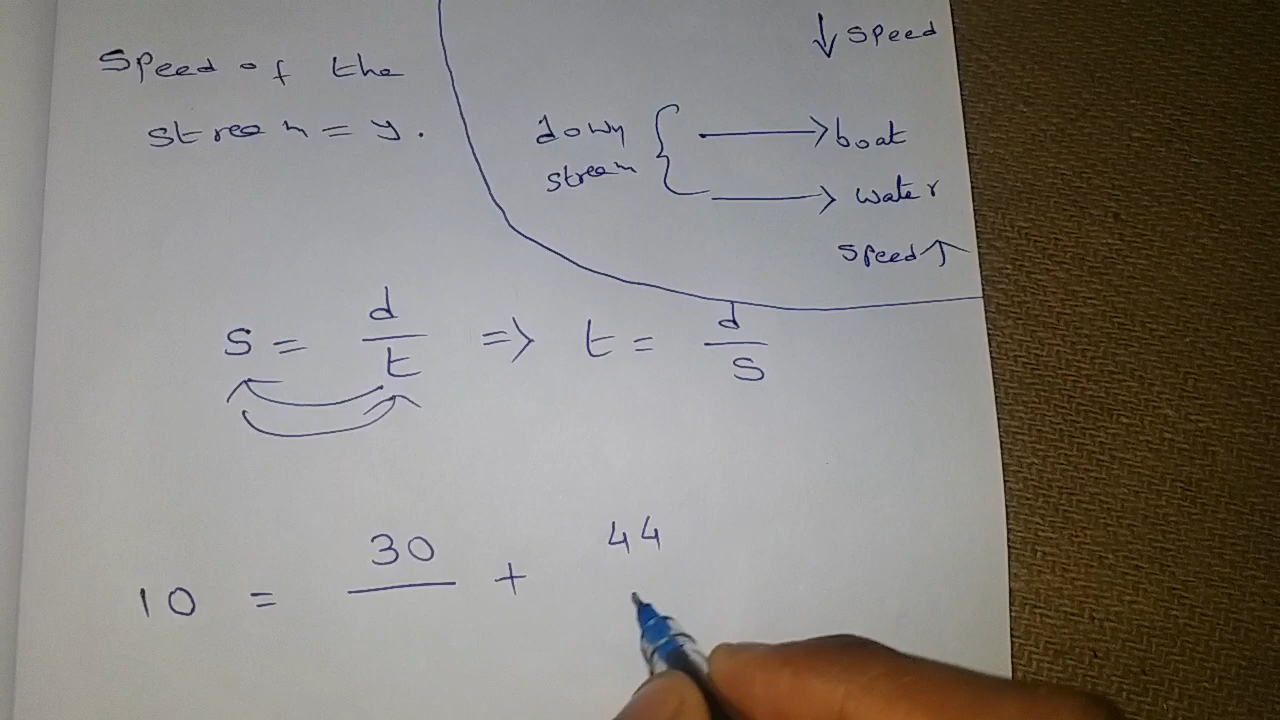 Speed of the
stream = y.
↓ speed
down
stream
→ boat
→ water
speed ↑
S = d/t ⇒ t = d/S
10 = 30/ + 44